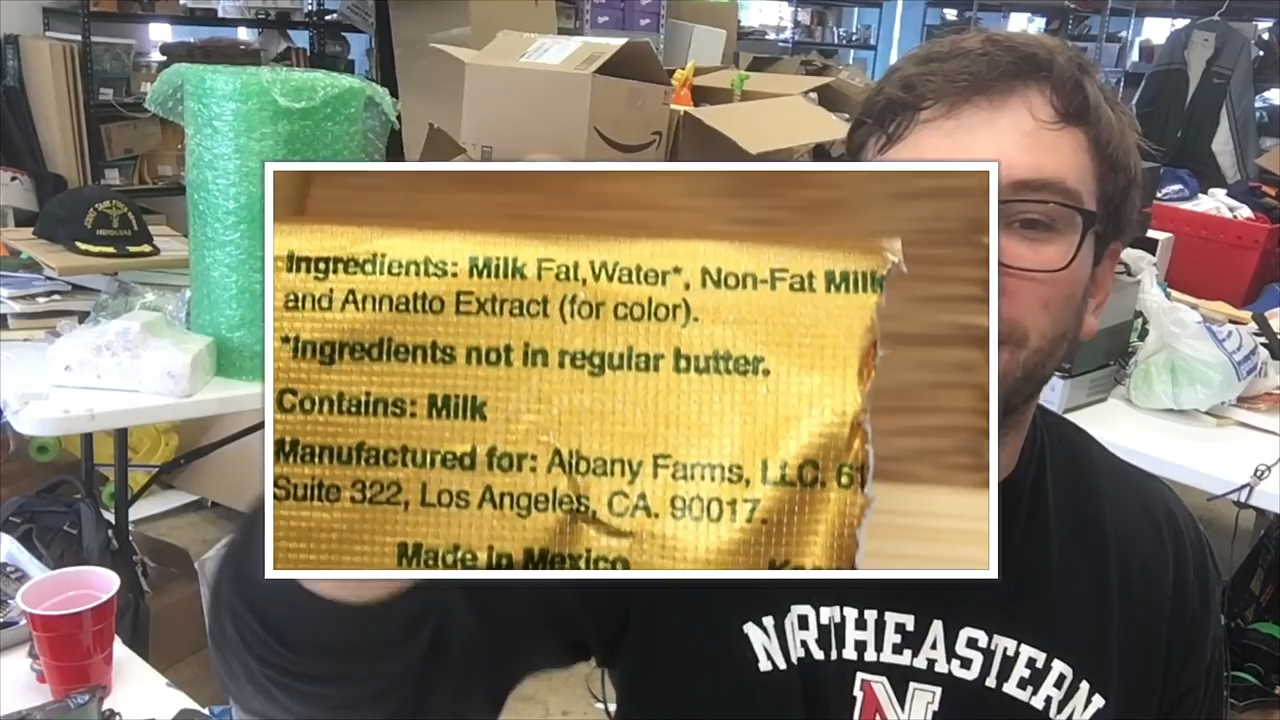 Ingredients: Milk Fat,Water*, Non-Fat Milk
and Annatto Extract (for color).
*Ingredients not in regular butter.
Contains: Milk
Manufactured for: Albany Farms, LLC. 61
Suite 322, Los Angeles, CA. 90017.
Made in Mexico
NORTHEASTERN
N